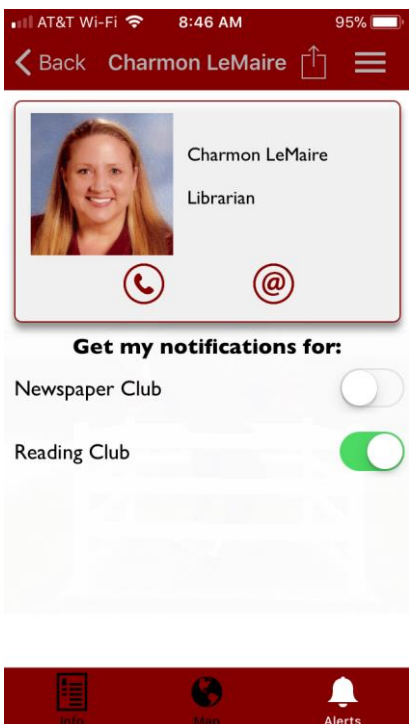 AT&T Wi-Fi 8:46 AM 95%
Back Charmon LeMaire
Charmon LeMaire
Librarian
@
Get my notifications for:
Newspaper Club
Reading Club
Info Map Alerts